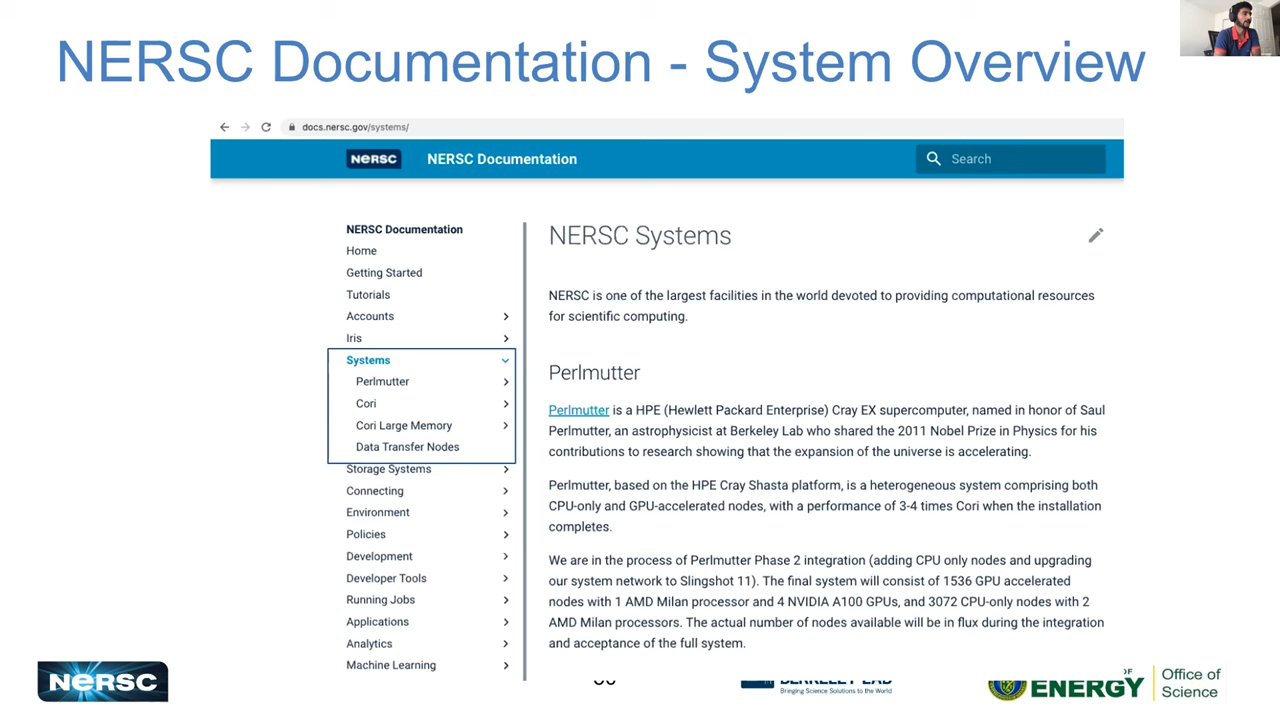 NERSC Documentation - System Overview
docs.nersc.gov/systems/
NERSC
NERSC Documentation
Search
NERSC Documentation
Home
Getting Started
Tutorials
Accounts
Iris
Systems
Perlmutter
Cori
Cori Large Memory
Data Transfer Nodes
Storage Systems
Connecting
Environment
Policies
Development
Developer Tools
Running Jobs
Applications
Analytics
Machine Learning
NERSC Systems
NERSC is one of the largest facilities in the world devoted to providing computational resources
for scientific computing.
Perlmutter
Perlmutter is a HPE (Hewlett Packard Enterprise) Cray EX supercomputer, named in honor of Saul
Perlmutter, an astrophysicist at Berkeley Lab who shared the 2011 Nobel Prize in Physics for his
contributions to research showing that the expansion of the universe is accelerating.
Perlmutter, based on the HPE Cray Shasta platform, is a heterogeneous system comprising both
CPU-only and GPU-accelerated nodes, with a performance of 3-4 times Cori when the installation
completes.
We are in the process of Perlmutter Phase 2 integration (adding CPU only nodes and upgrading
our system network to Slingshot 11). The final system will consist of 1536 GPU accelerated
nodes with 1 AMD Milan processor and 4 NVIDIA A100 GPUs, and 3072 CPU-only nodes with 2
AMD Milan processors. The actual number of nodes available will be in flux during the integration
and acceptance of the full system.
NERSC
BERKELEY LAB
Bringing Science Solutions to the World
OF
ENERGY
Office of
Science